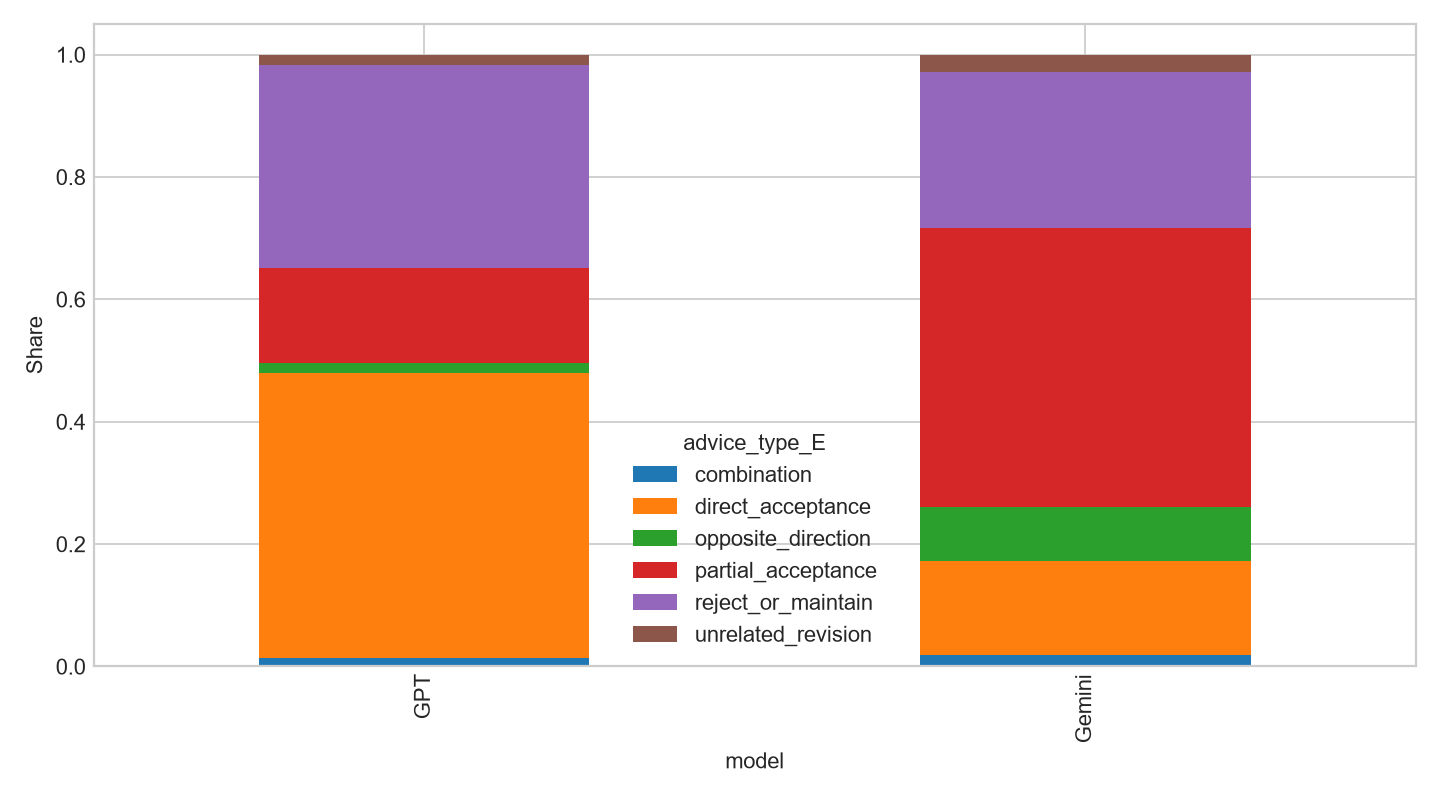 1.0
0.8
0.6
0.4
0.2
0.0
Share
advice_type_E
combination
direct_acceptance
opposite_direction
partial_acceptance
reject_or_maintain
unrelated_revision
GPT
Gemini
model